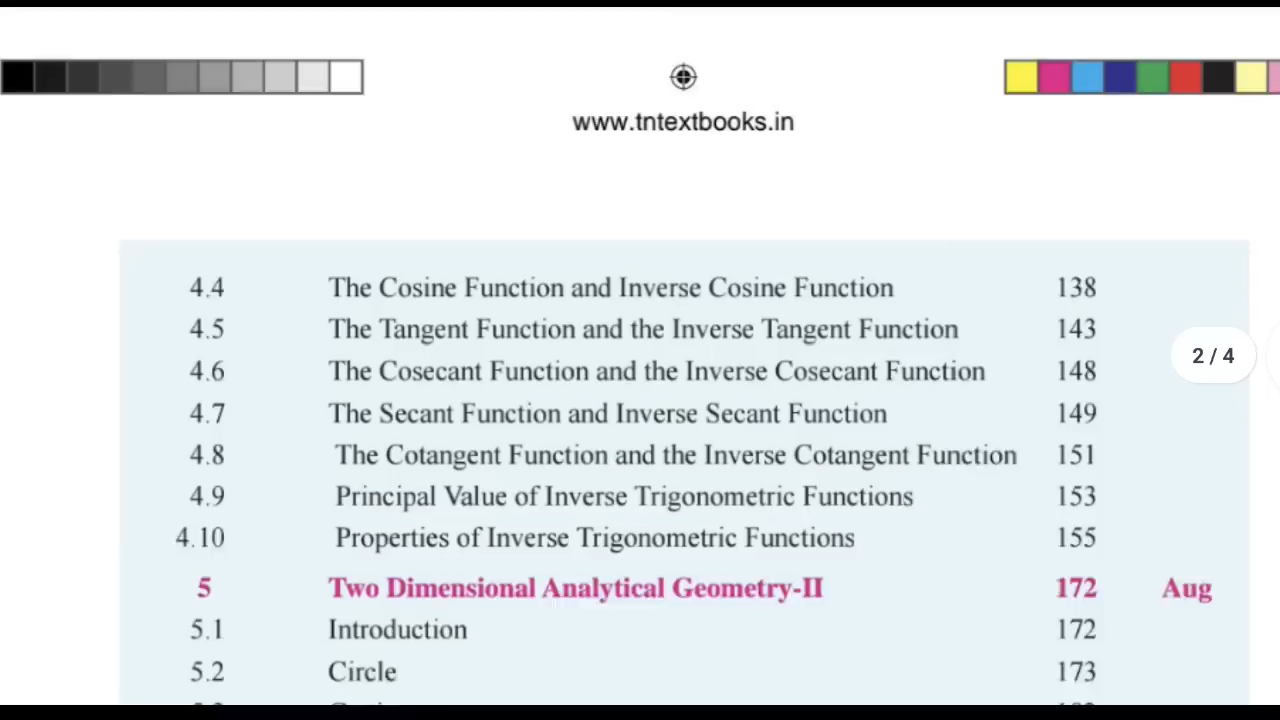 www.tntextbooks.in
4.4 The Cosine Function and Inverse Cosine Function 138
4.5 The Tangent Function and the Inverse Tangent Function 143
4.6 The Cosecant Function and the Inverse Cosecant Function 148
2 / 4
4.7 The Secant Function and Inverse Secant Function 149
4.8 The Cotangent Function and the Inverse Cotangent Function 151
4.9 Principal Value of Inverse Trigonometric Functions 153
4.10 Properties of Inverse Trigonometric Functions 155
5 Two Dimensional Analytical Geometry-II 172 Aug
5.1 Introduction 172
5.2 Circle 173